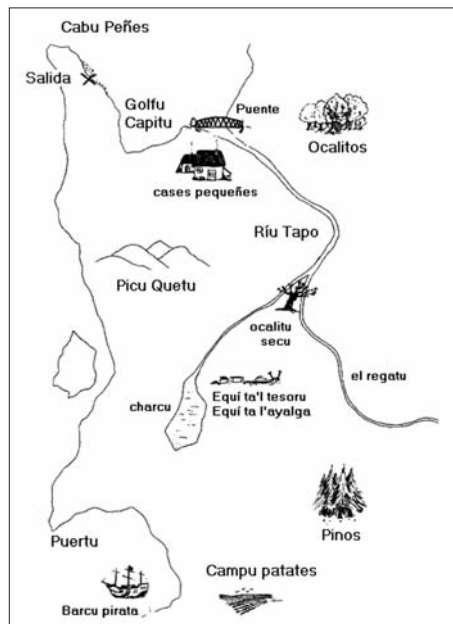 Cabu Peñes
Salida
Golfu
Capitu
Puente
Ocalitos
cases pequeñes
Ríu Tapo
Picu Quetu
ocalitu
secu
el regatu
charcu
Equí ta'l tesoru
Equí ta l'ayalga
Pinos
Puertu
Campu patates
Barcu pirata